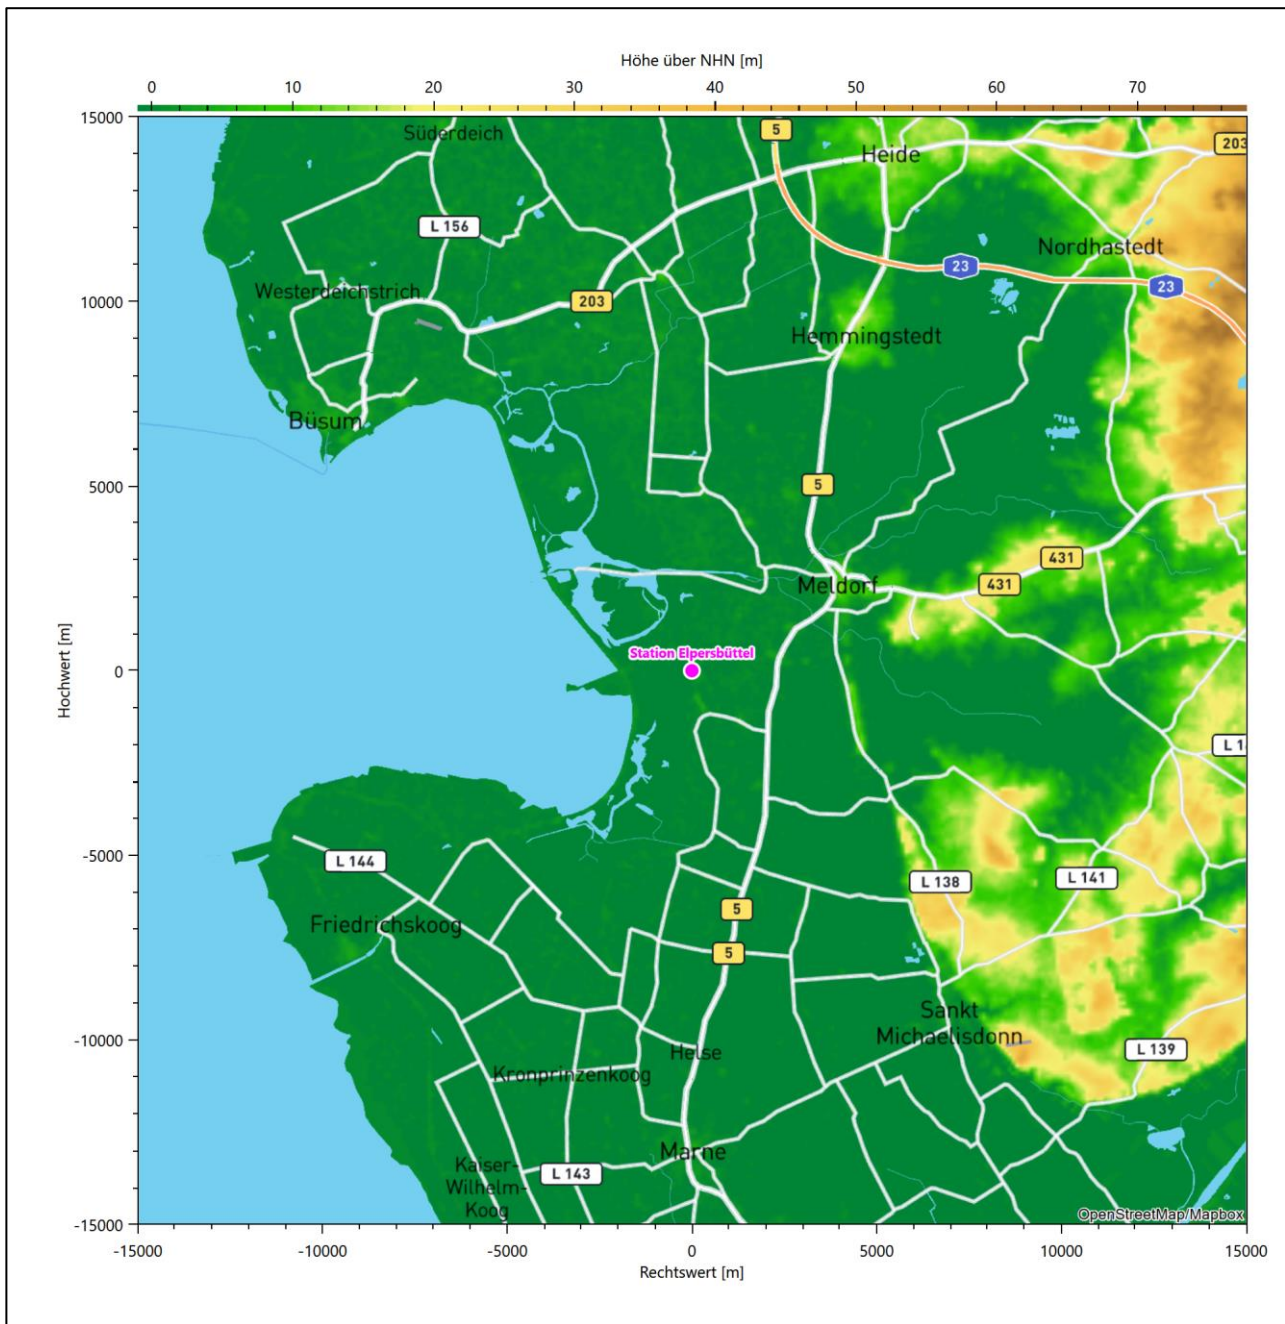 Höhe über NHN [m]
0 10 20 30 40 50 60 70
15000
10000
5000
0
-5000
-10000
-15000
Hochwert [m]
Süderdeich
5
Heide
203
L 156
Nordhastedt
23
23
Westerdeichstrich
203
Hemmingstedt
Büsum
5
431
431
Meldorf
Station Elpersbüttel
L 144
L 138
L 141
5
Friedrichskoog
5
Sankt
Michaelisdonn
L 139
Helse
Kronprinzenkoog
Marne
Kaiser-
Wilhelm-
Koog
L 143
OpenStreetMap/Mapbox
-15000 -10000 -5000 0 5000 10000 15000
Rechtswert [m]